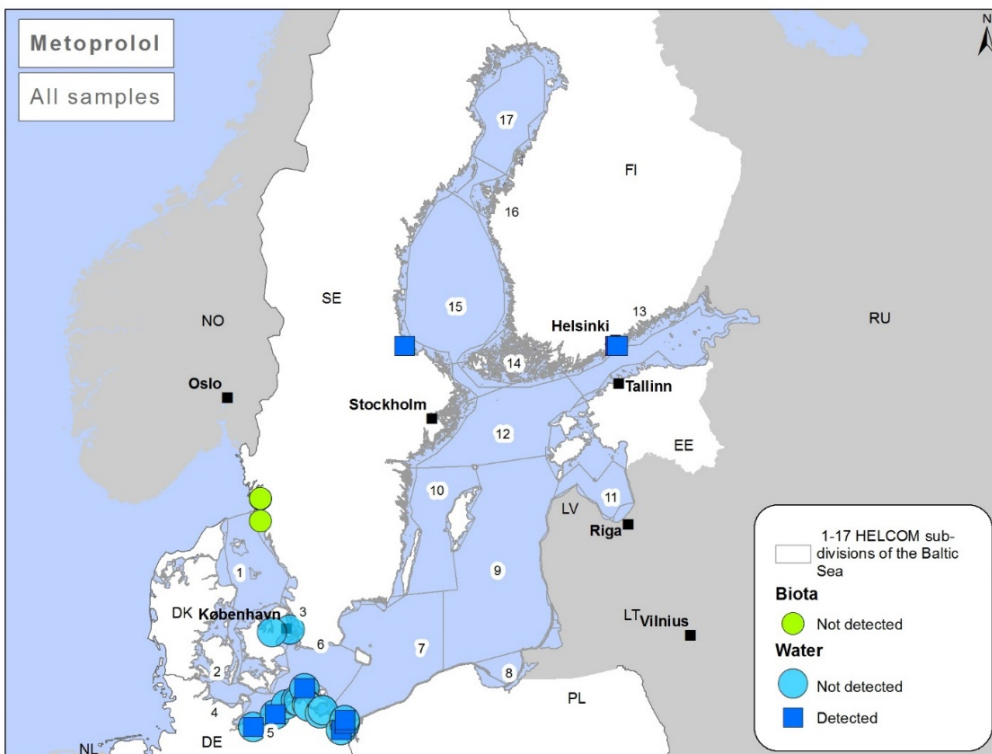 Metoprolol
All samples
N
17
FI
16
SE
15
13
NO
Helsinki
RU
14
Oslo
Tallinn
Stockholm
12
EE
10
11
LV
Riga
9
1
DK
København
3
LT
Vilnius
6
7
2
8
4
5
PL
DE
NL
1-17 HELCOM sub-
divisions of the Baltic
Sea
Biota
Not detected
Water
Not detected
Detected